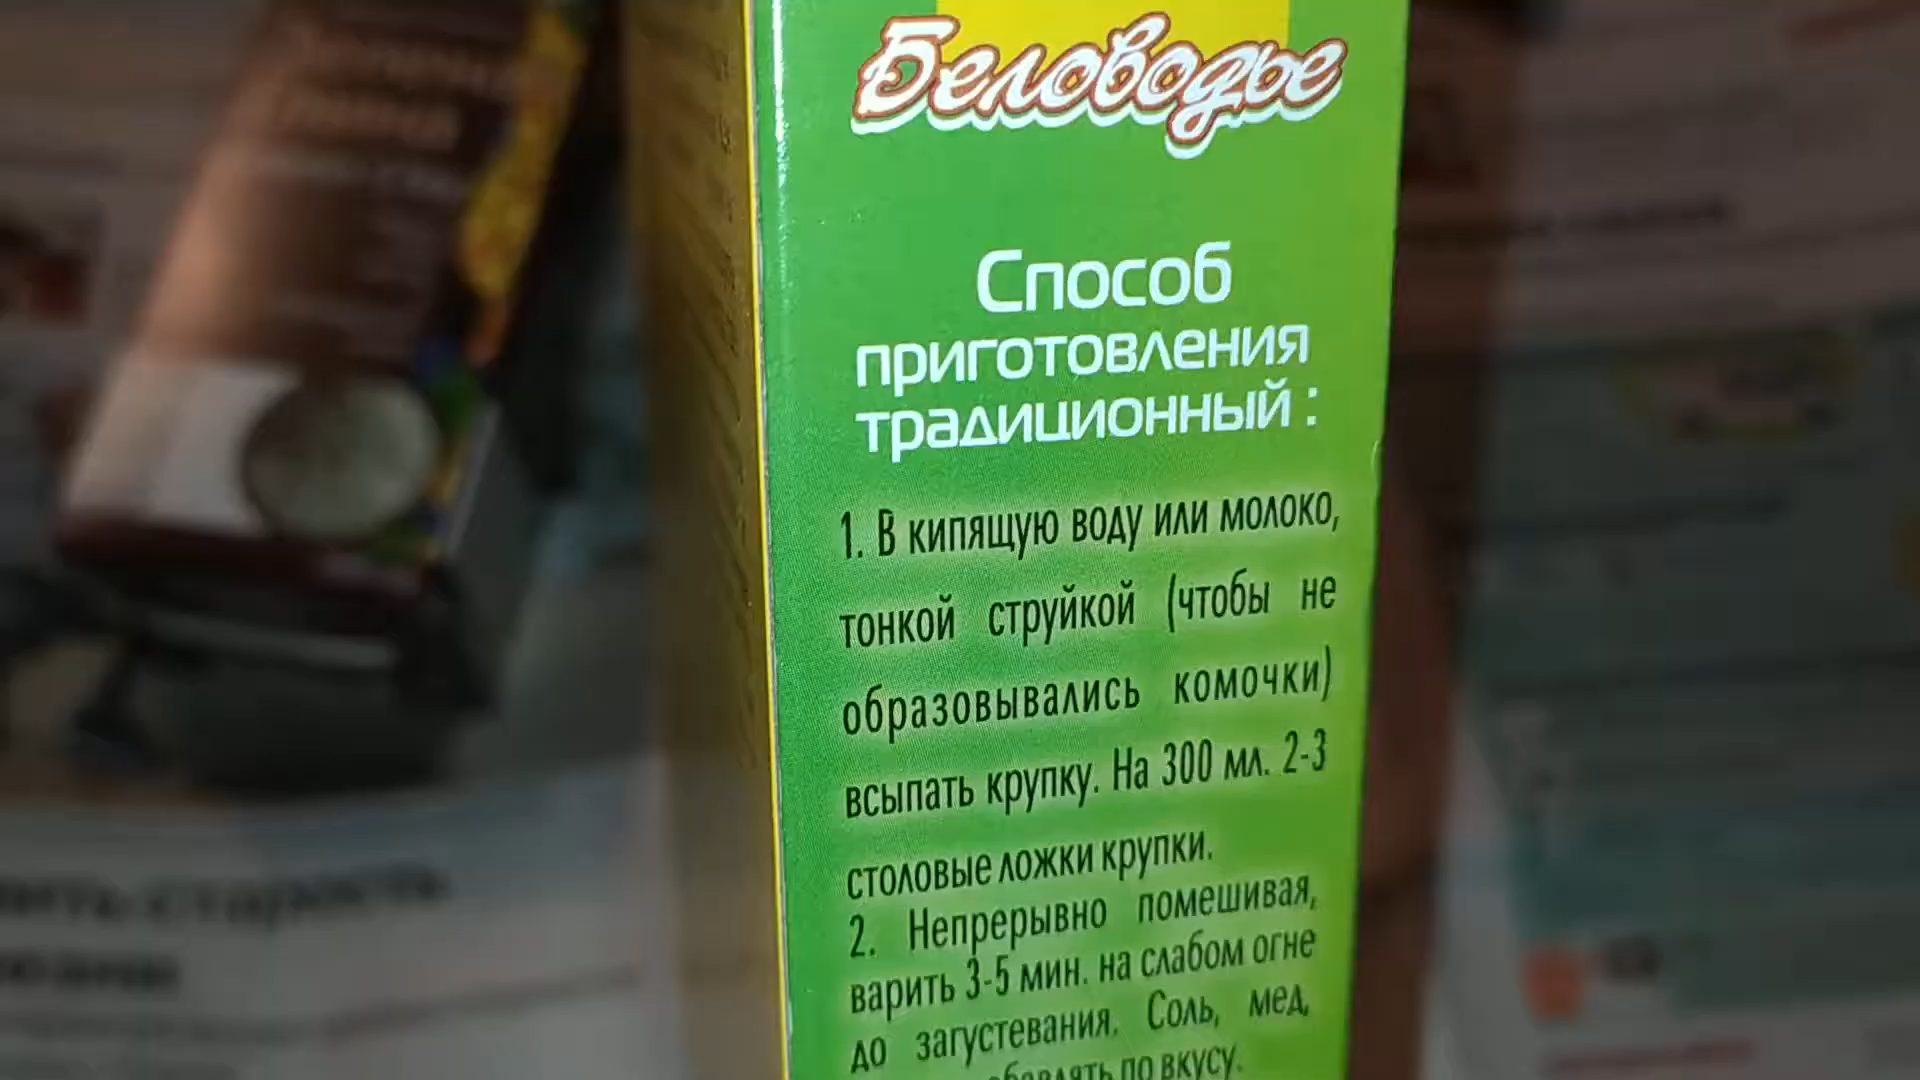 Беловодье
Способ
приготовления
традиционный :
1. В кипящую воду или молоко,
тонкой струйкой (чтобы не
образовывались комочки)
всыпать крупку. На 300 мл. 2-3
столовые ложки крупки.
2. Непрерывно помешивая,
варить 3-5 мин. на слабом огне
до загустевания. Соль, мед,
по вкусу.